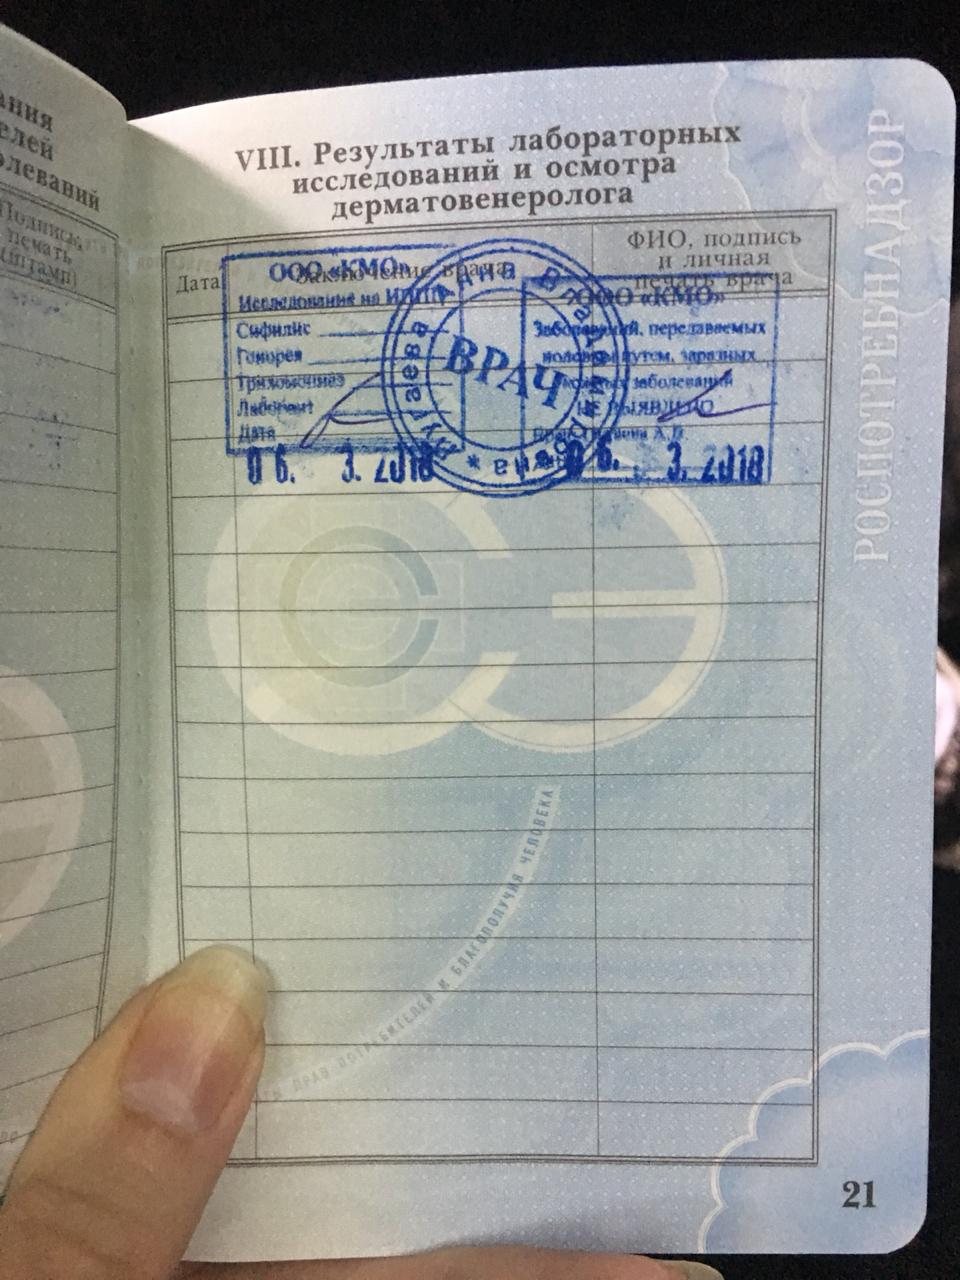 ания
елей
олеваний
Подпись,
печать
(штамп)
VIII. Результаты лабораторных
исследований и осмотра
дерматовенеролога
Дата
Заключение врача
ФИО, подпись
и личная
печать врача
ООО «КМО»
Исследование на ИППП
Сифилис
Гонорея
Трихомониаз
Лаборант
Дата
06. 3. 2018
ВРАЧ
ООО «КМО»
Заболеваний, передаваемых
половым путем, заразных
кожных заболеваний
НЕ ВЫЯВЛЕНО
06. 3. 2018
РОСПОТРЕБНАДЗОР
ПРАВ ПОТРЕБИТЕЛЕЙ И БЛАГОПОЛУЧИЯ ЧЕЛОВЕКА
21